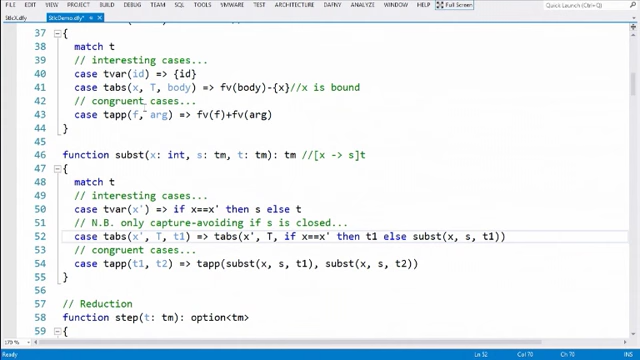 FILE EDIT VIEW PROJECT BUILD DEBUG TEAM SQL TOOLS VMWARE TEST ARCHITECTURE DAFNY ANALYZE WINDOW HELP Full Screen Quick Launch (Ctrl+Q)
StlcX.dfy StlcDemo.dfy*
37 {
38 match t
39 // interesting cases...
40 case tvar(id) => {id}
41 case tabs(x, T, body) => fv(body)-{x}//x is bound
42 // congruent cases...
43 case tapp(f, arg) => fv(f)+fv(arg)
44 }
45
46 function subst(x: int, s: tm, t: tm): tm //[x -> s]t
47 {
48 match t
49 // interesting cases...
50 case tvar(x') => if x==x' then s else t
51 // N.B. only capture-avoiding if s is closed...
52 case tabs(x', T, t1) => tabs(x', T, if x==x' then t1 else subst(x, s, t1))
53 // congruent cases...
54 case tapp(t1, t2) => tapp(subst(x, s, t1), subst(x, s, t2))
55 }
56
57 // Reduction
58 function step(t: tm): option<tm>
59 {
179 %
Ready Ln 32 Col 70 Ch 70 INS